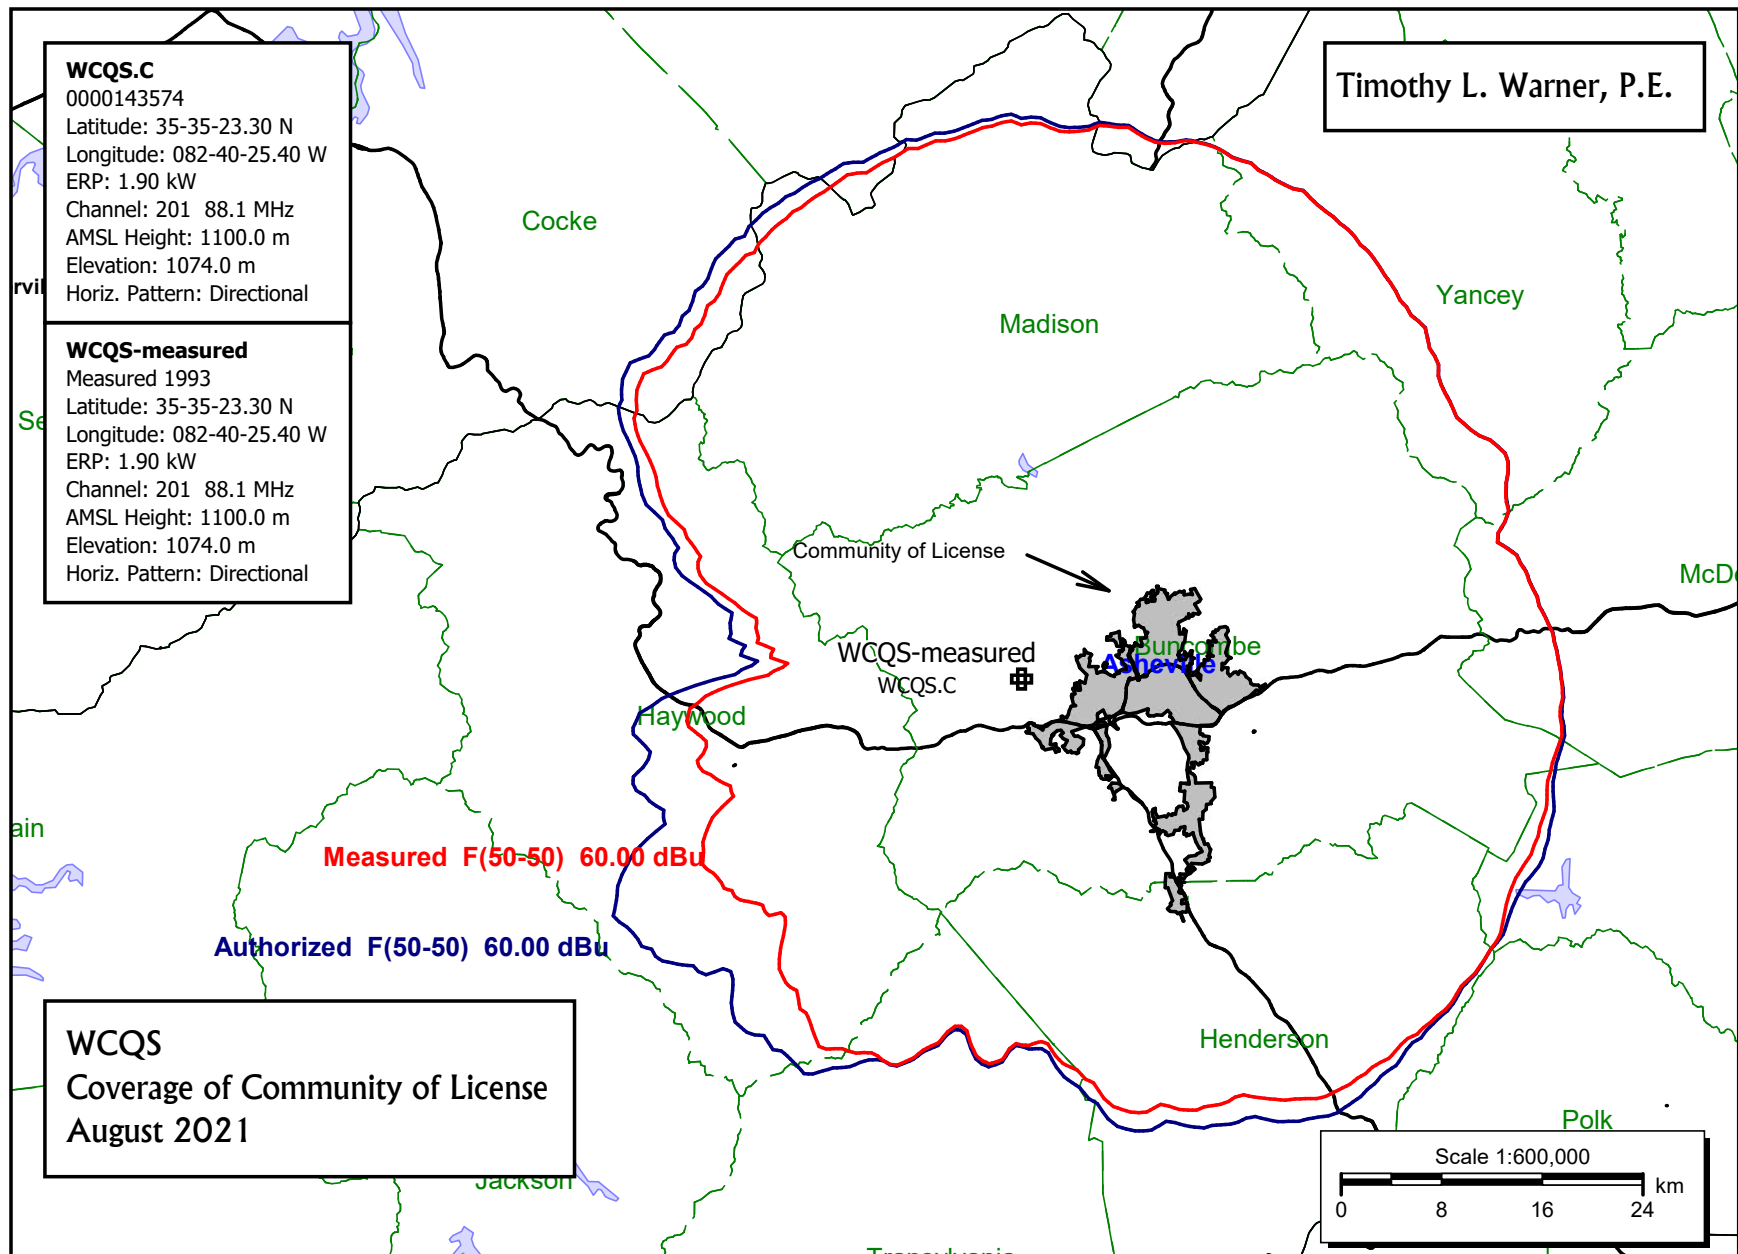 WCQS.C
0000143574
Latitude: 35-35-23.30 N
Longitude: 082-40-25.40 W
ERP: 1.90 kW
Channel: 201 88.1 MHz
AMSL Height: 1100.0 m
Elevation: 1074.0 m
Horiz. Pattern: Directional
WCQS-measured
Measured 1993
Latitude: 35-35-23.30 N
Longitude: 082-40-25.40 W
ERP: 1.90 kW
Channel: 201 88.1 MHz
AMSL Height: 1100.0 m
Elevation: 1074.0 m
Horiz. Pattern: Directional
Timothy L. Warner, P.E.
Cocke
Yancey
Madison
rvil
Se
Community of License
McD
WCQS-measured
WCQS.C
Buncombe
Asheville
Haywood
ain
Measured F(50-50) 60.00 dBu
Authorized F(50-50) 60.00 dBu
Henderson
WCQS
Coverage of Community of License
August 2021
Polk
Jackson
Transylvania
Scale 1:600,000
km
0 8 16 24